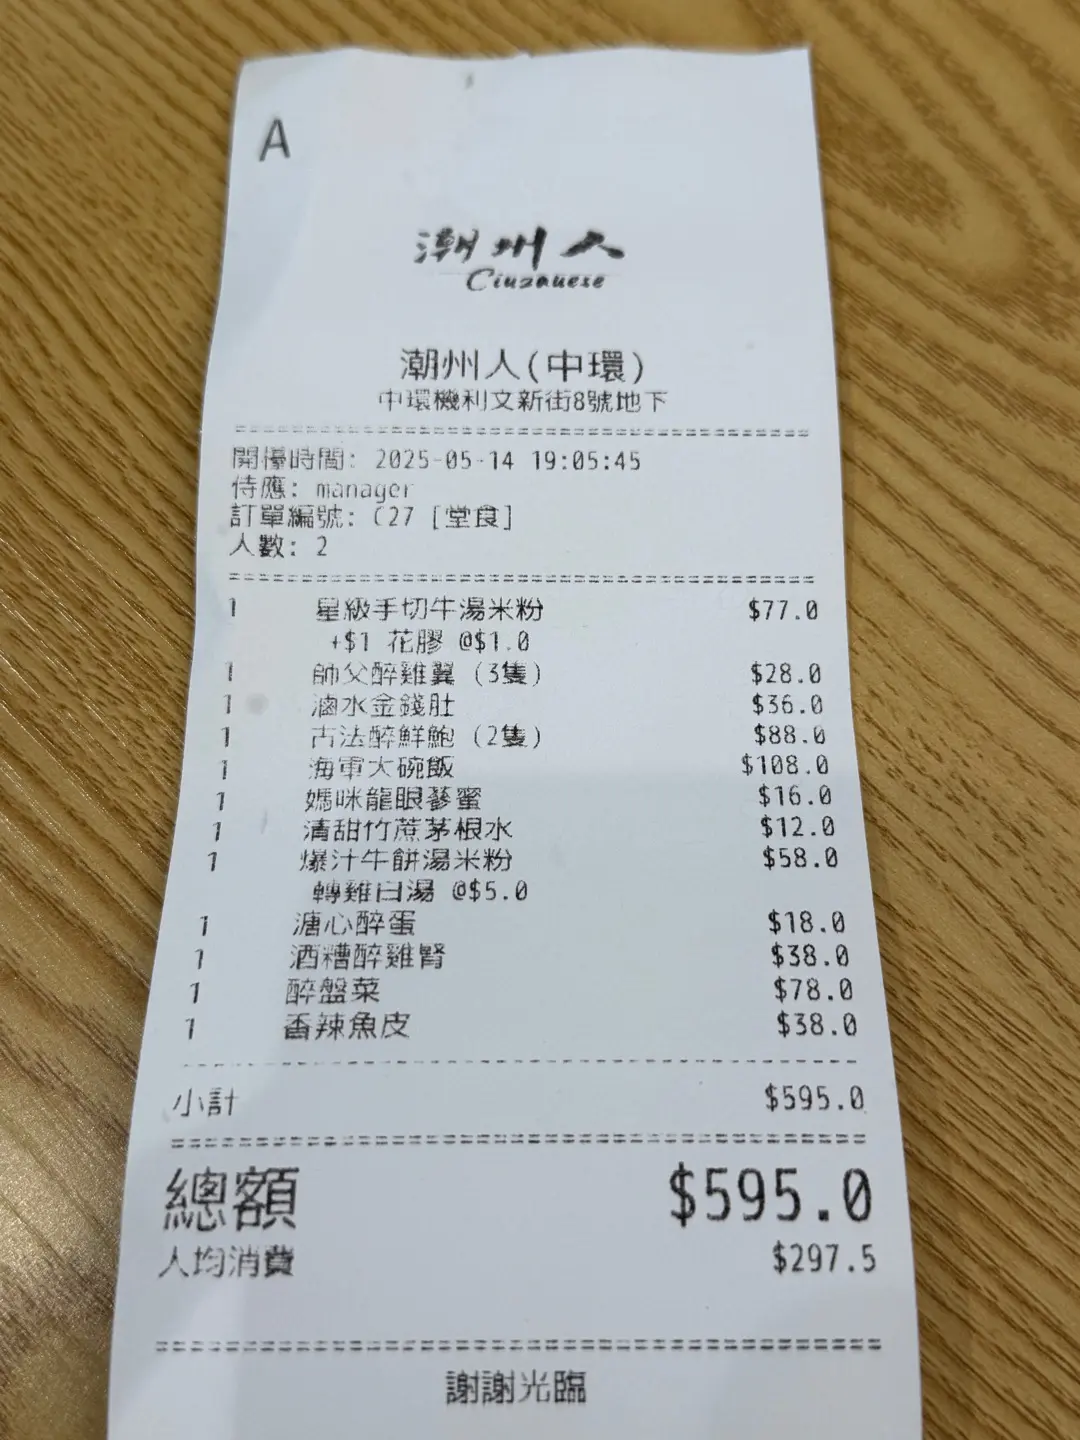 A
潮州人
Ciuzauese
潮州人(中環)
中環機利文新街8號地下
開檯時間: 2025-05-14 19:05:45
侍應: manager
訂單編號: C27 [堂食]
人數: 2
1 星級手切牛湯米粉 $77.0
+$1 花膠 @$1.0
1 師父醉雞翼 (3隻) $28.0
1 滷水金錢肚 $36.0
1 古法醉鮮鮑 (2隻) $88.0
1 海軍大碗飯 $108.0
1 媽咪龍眼蔘蜜 $16.0
1 清甜竹蔗茅根水 $12.0
1 爆汁牛餅湯米粉 $58.0
轉雞白湯 @$5.0
1 溏心醉蛋 $18.0
1 酒糟醉雞腎 $38.0
1 醉盤菜 $78.0
1 香辣魚皮 $38.0
小計 $595.0
總額 $595.0
人均消費 $297.5
謝謝光臨